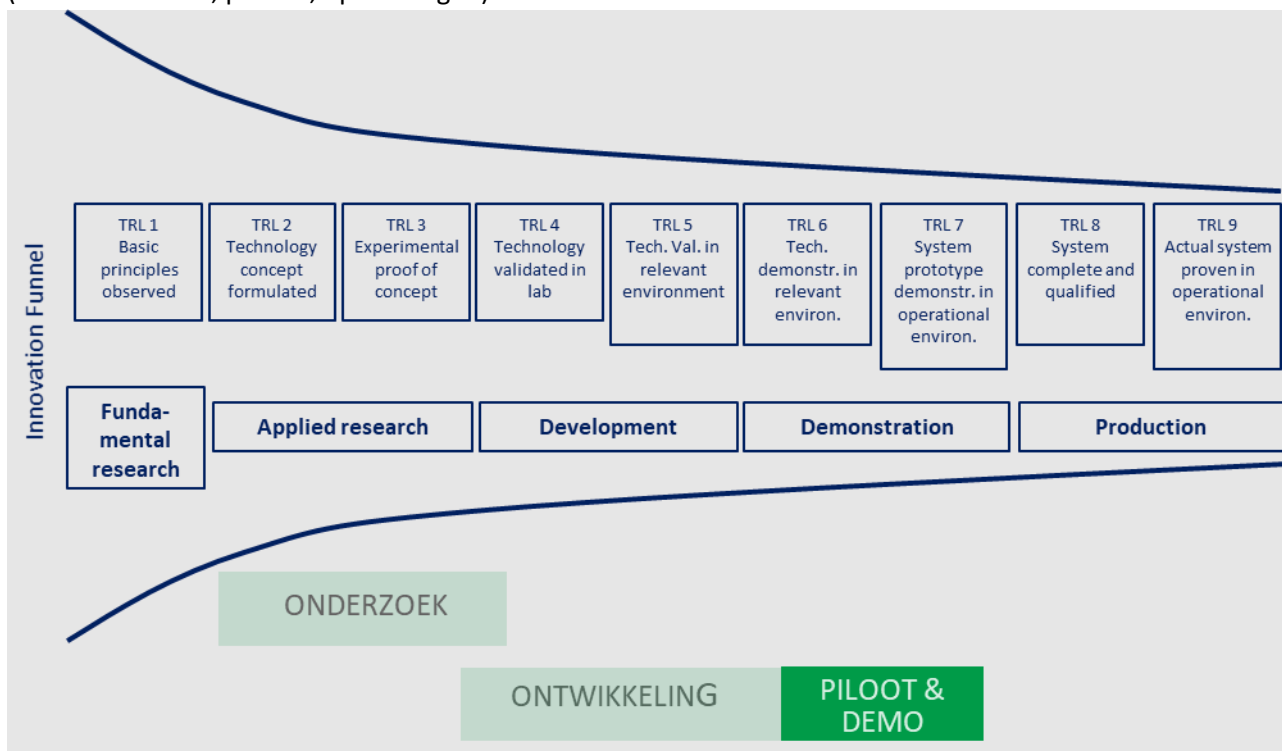 Innovation Funnel
TRL 1
Basic
principles
observed
TRL 2
Technology
concept
formulated
TRL 3
Experimental
proof of
concept
TRL 4
Technology
validated in
lab
TRL 5
Tech. Val. in
relevant
environment
TRL 6
Tech.
demonstr. in
relevant
environ.
TRL 7
System
prototype
demonstr. in
operational
environ.
TRL 8
System
complete and
qualified
TRL 9
Actual system
proven in
operational
environ.
Funda-
mental
research
Applied research
Development
Demonstration
Production
ONDERZOEK
ONTWIKKELING
PILOOT &
DEMO